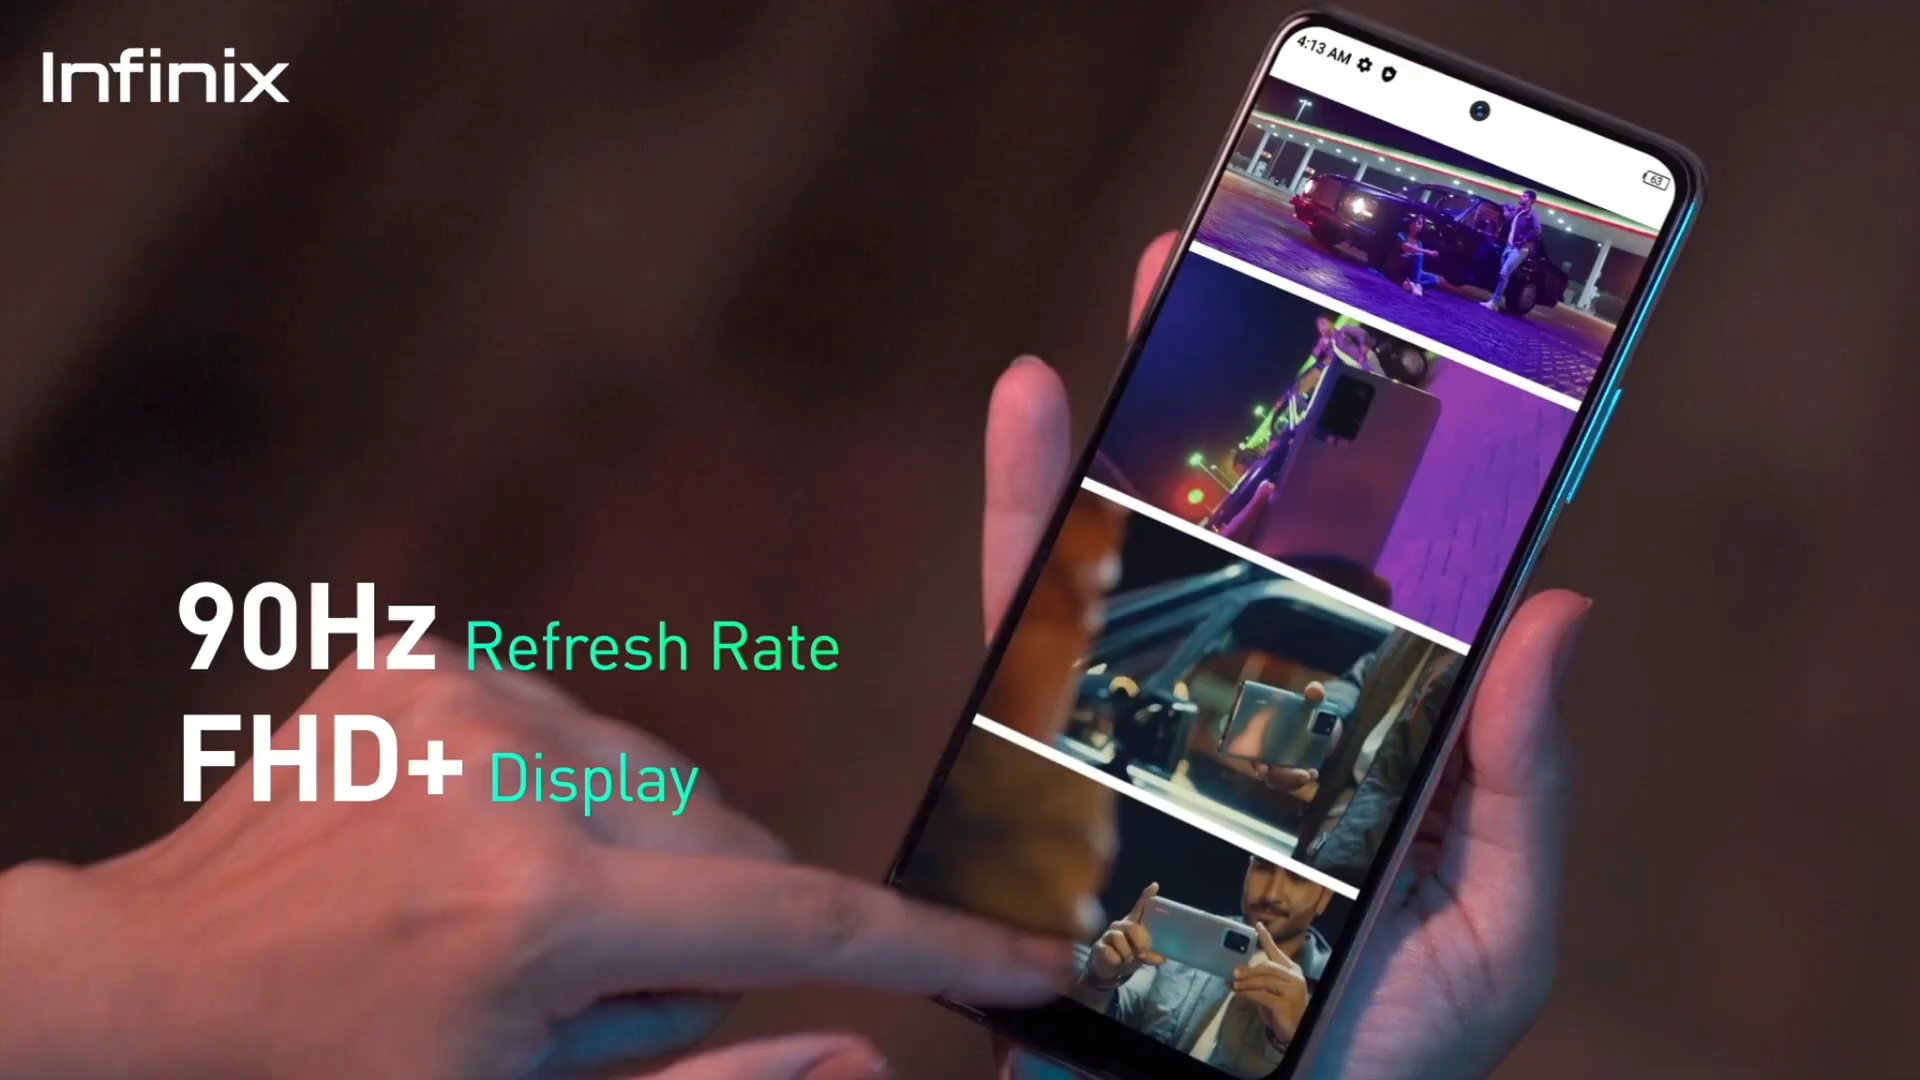 Infinix
4:13 AM
63
90Hz Refresh Rate
FHD+ Display